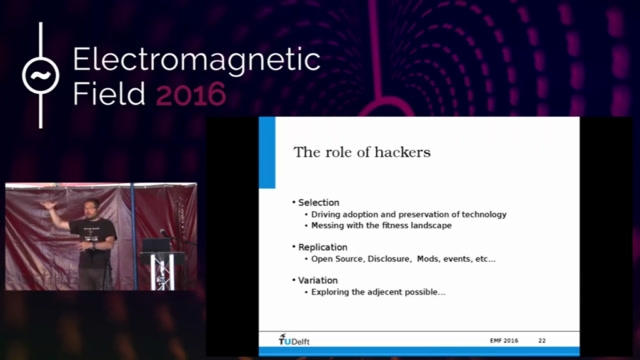 Electromagnetic
Field 2016
The role of hackers
• Selection
• Driving adoption and preservation of technology
• Messing with the fitness landscape
• Replication
• Open Source, Disclosure, Mods, events, etc...
• Variation
• Exploring the adjacent possible...
TUDelft
EMF 2016 22